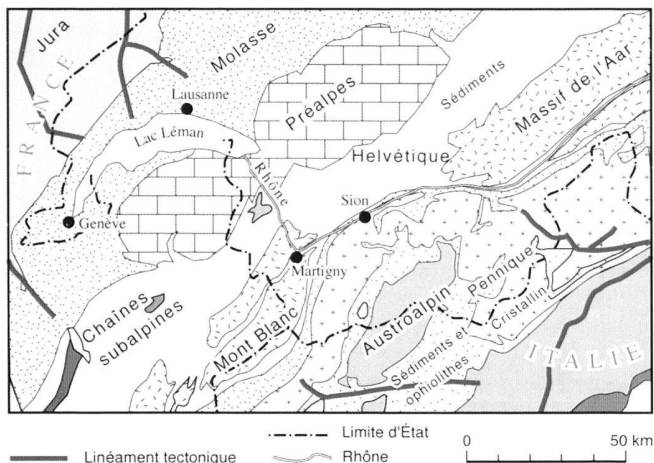 Jura
Molasse
FRANCE
Lausanne
Lac Léman
Préalpes
Sédiments
Massif de l'Aar
Helvétique
Rhône
Genève
Sion
Martigny
Chaînes
subalpines
Mont Blanc
Austroalpin
Pennique
Cristallin
Sédiments et
ophiolithes
ITALIE
Linéament tectonique
Limite d'État
Rhône
0 50 km